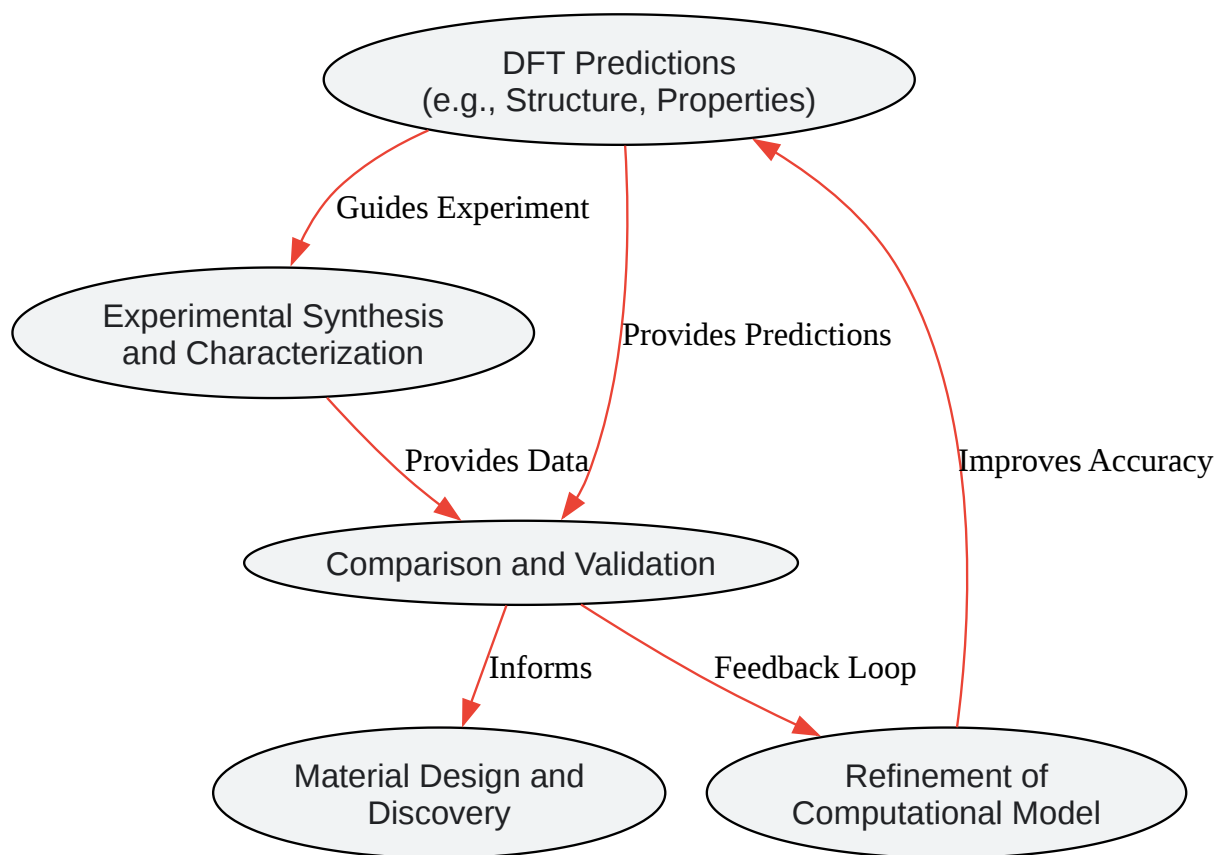 DFT Predictions
(e.g., Structure, Properties)
Guides Experiment
Experimental Synthesis
and Characterization
Provides Predictions
Provides Data
Improves Accuracy
Comparison and Validation
Informs
Feedback Loop
Material Design and
Discovery
Refinement of
Computational Model